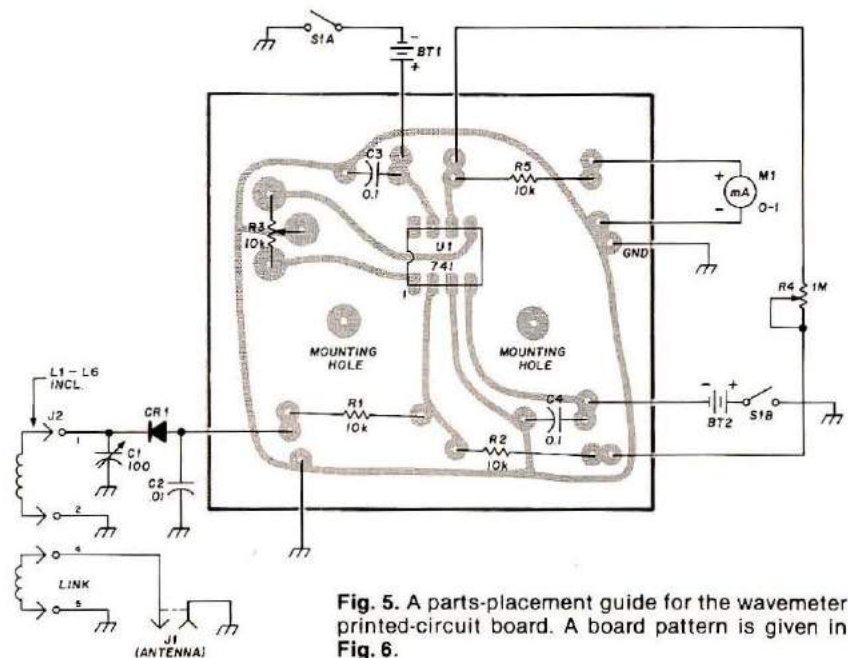 S1A
-
BT1
+
C3
0.1
R5
10k
+
M1
mA
-
0-1
R3
10k
U1
741
GND
1
R4
1M
MOUNTING
HOLE
MOUNTING
HOLE
L1-L6
INCL.
J2
1
CR1
R1
10k
C4
0.1
-
+
BT2
S1B
C1
100
C2
.01
R2
10k
2
4
LINK
5
J1
(ANTENNA)
Fig. 5. A parts-placement guide for the wavemeter
printed-circuit board. A board pattern is given in
Fig. 6.